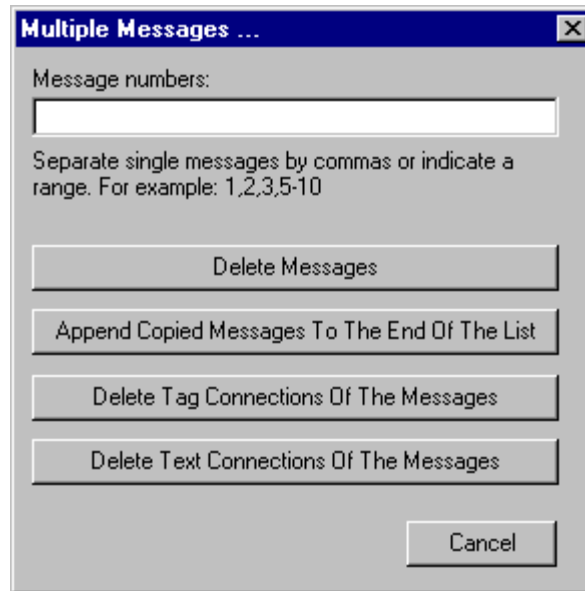 Multiple Messages ...
Message numbers:
Separate single messages by commas or indicate a
range. For example: 1,2,3,5-10
Delete Messages
Append Copied Messages To The End Of The List
Delete Tag Connections Of The Messages
Delete Text Connections Of The Messages
Cancel